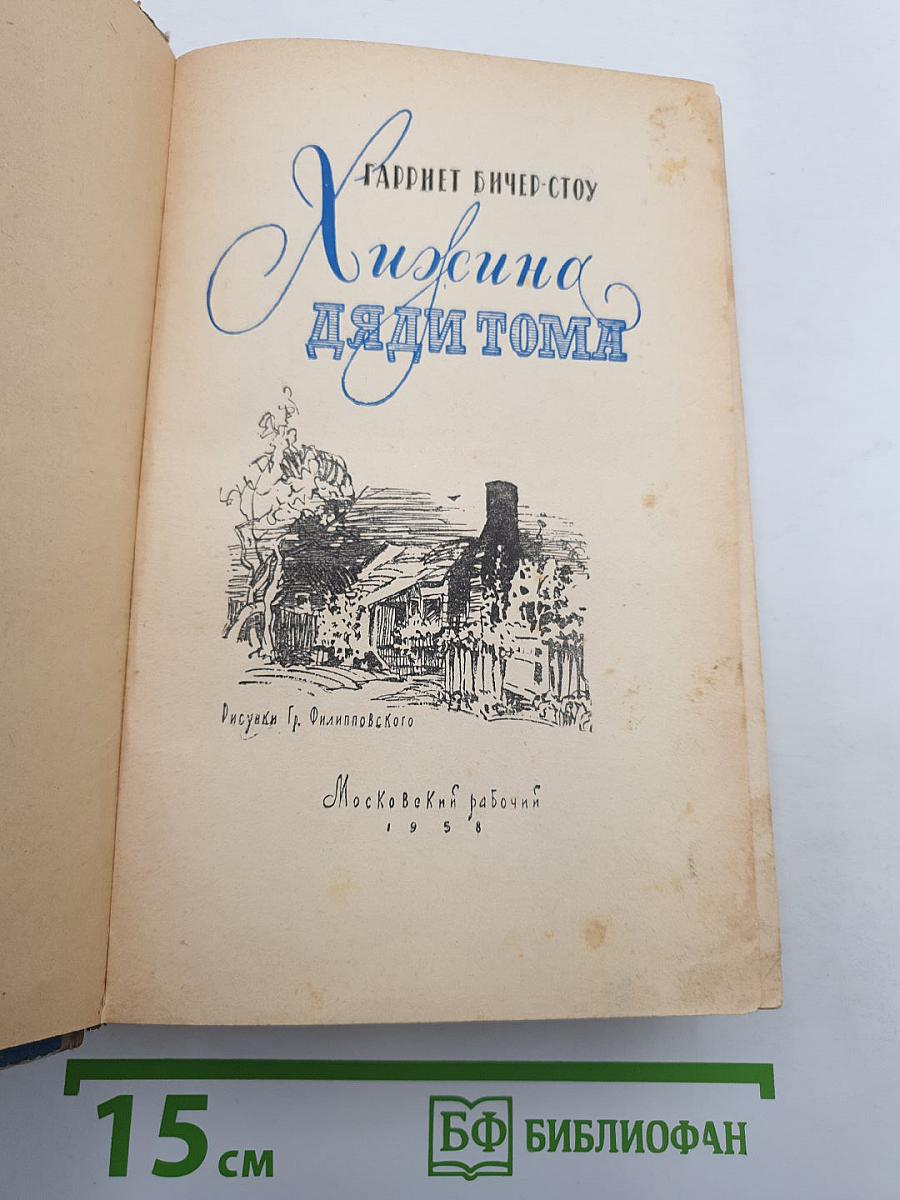 ГАРРИЕТ БИЧЕР-СТОУ
Хижина
ДЯДИ ТОМА
Рисунки Гр. Филипповского
Московский рабочий
1958
15 см
БФ БИБЛИОФАН